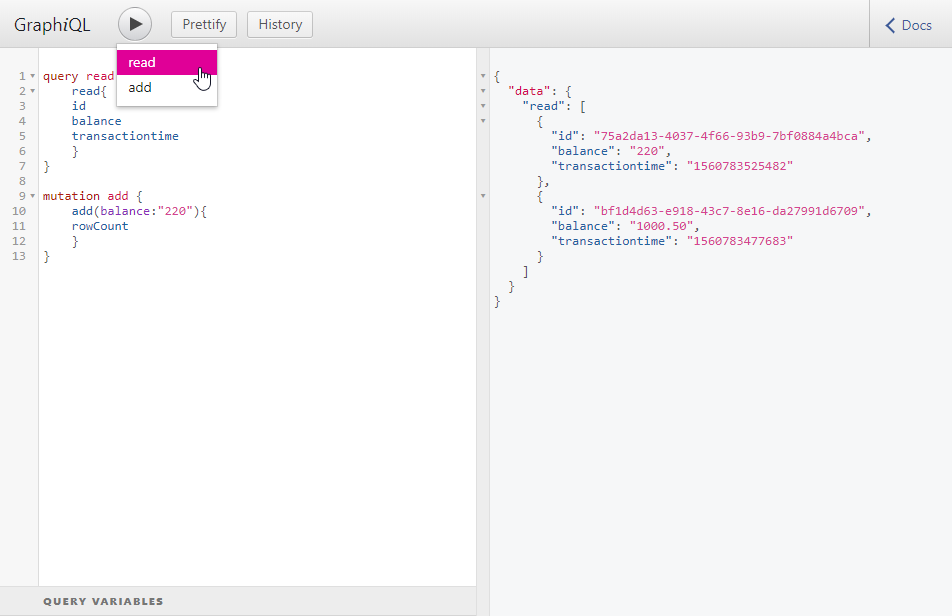 GraphiQL
Prettify
History
Docs
read
add
1 query read
2 read{
3 id
4 balance
5 transactiontime
6 }
7 }
8
9 mutation add {
10 add(balance:"220"){
11 rowCount
12 }
13 }
{
"data": {
"read": [
{
"id": "75a2da13-4037-4f66-93b9-7bf0884a4bca",
"balance": "220",
"transactiontime": "1560783525482"
},
{
"id": "bf1d4d63-e918-43c7-8e16-da27991d6709",
"balance": "1000.50",
"transactiontime": "1560783477683"
}
]
}
}
QUERY VARIABLES